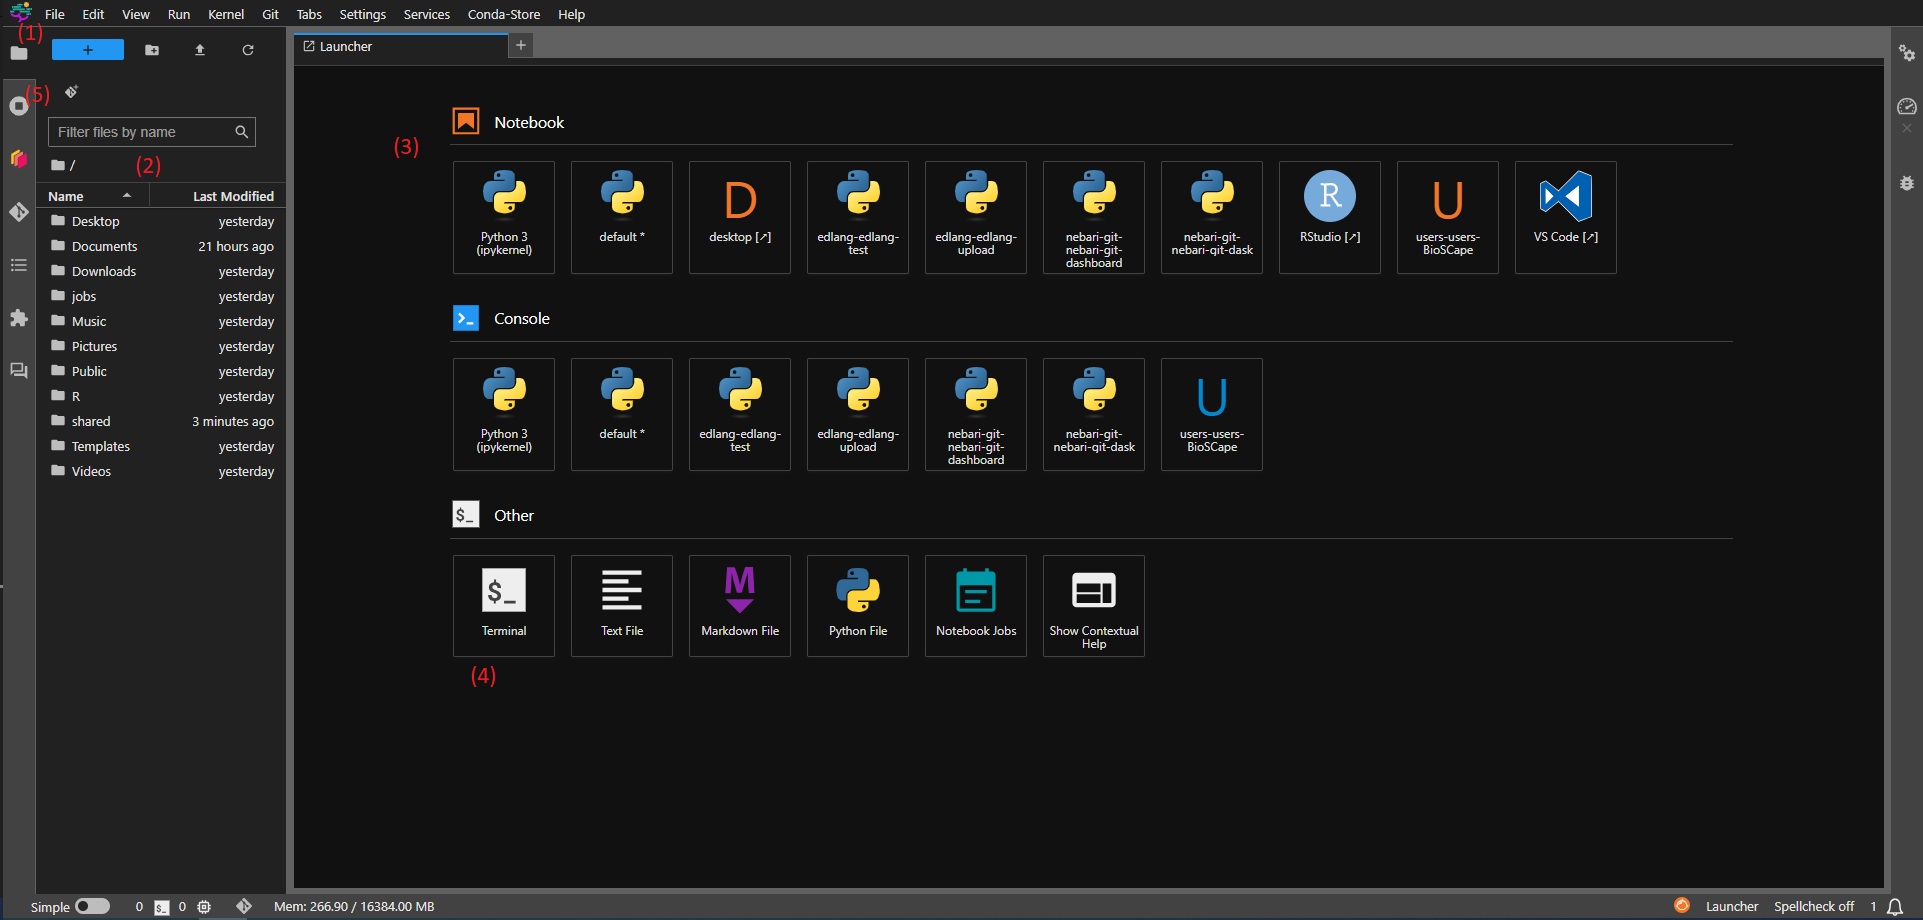 File Edit View Run Kernel Git Tabs Settings Services Conda-Store Help
(1)
+
Launcher
+
(5)
Filter files by name
/
(2)
Name Last Modified
Desktop yesterday
Documents 21 hours ago
Downloads yesterday
jobs yesterday
Music yesterday
Pictures yesterday
Public yesterday
R yesterday
shared 3 minutes ago
Templates yesterday
Videos yesterday
Notebook
(3)
Python 3
(ipykernel)
default *
D
desktop [↗]
edlang-edlang-
test
edlang-edlang-
upload
nebari-git-
nebari-git-
dashboard
nebari-git-
nebari-git-dask
R
RStudio [↗]
U
users-users-
BioSCape
VS Code [↗]
>_
Console
Python 3
(ipykernel)
default *
edlang-edlang-
test
edlang-edlang-
upload
nebari-git-
nebari-git-
dashboard
nebari-git-
nebari-git-dask
U
users-users-
BioSCape
$_
Other
$_
Terminal
Text File
M
Markdown File
Python File
Notebook Jobs
Show Contextual
Help
(4)
Simple 0 $_ 0 Mem: 266.90 / 16384.00 MB Launcher Spellcheck off 1